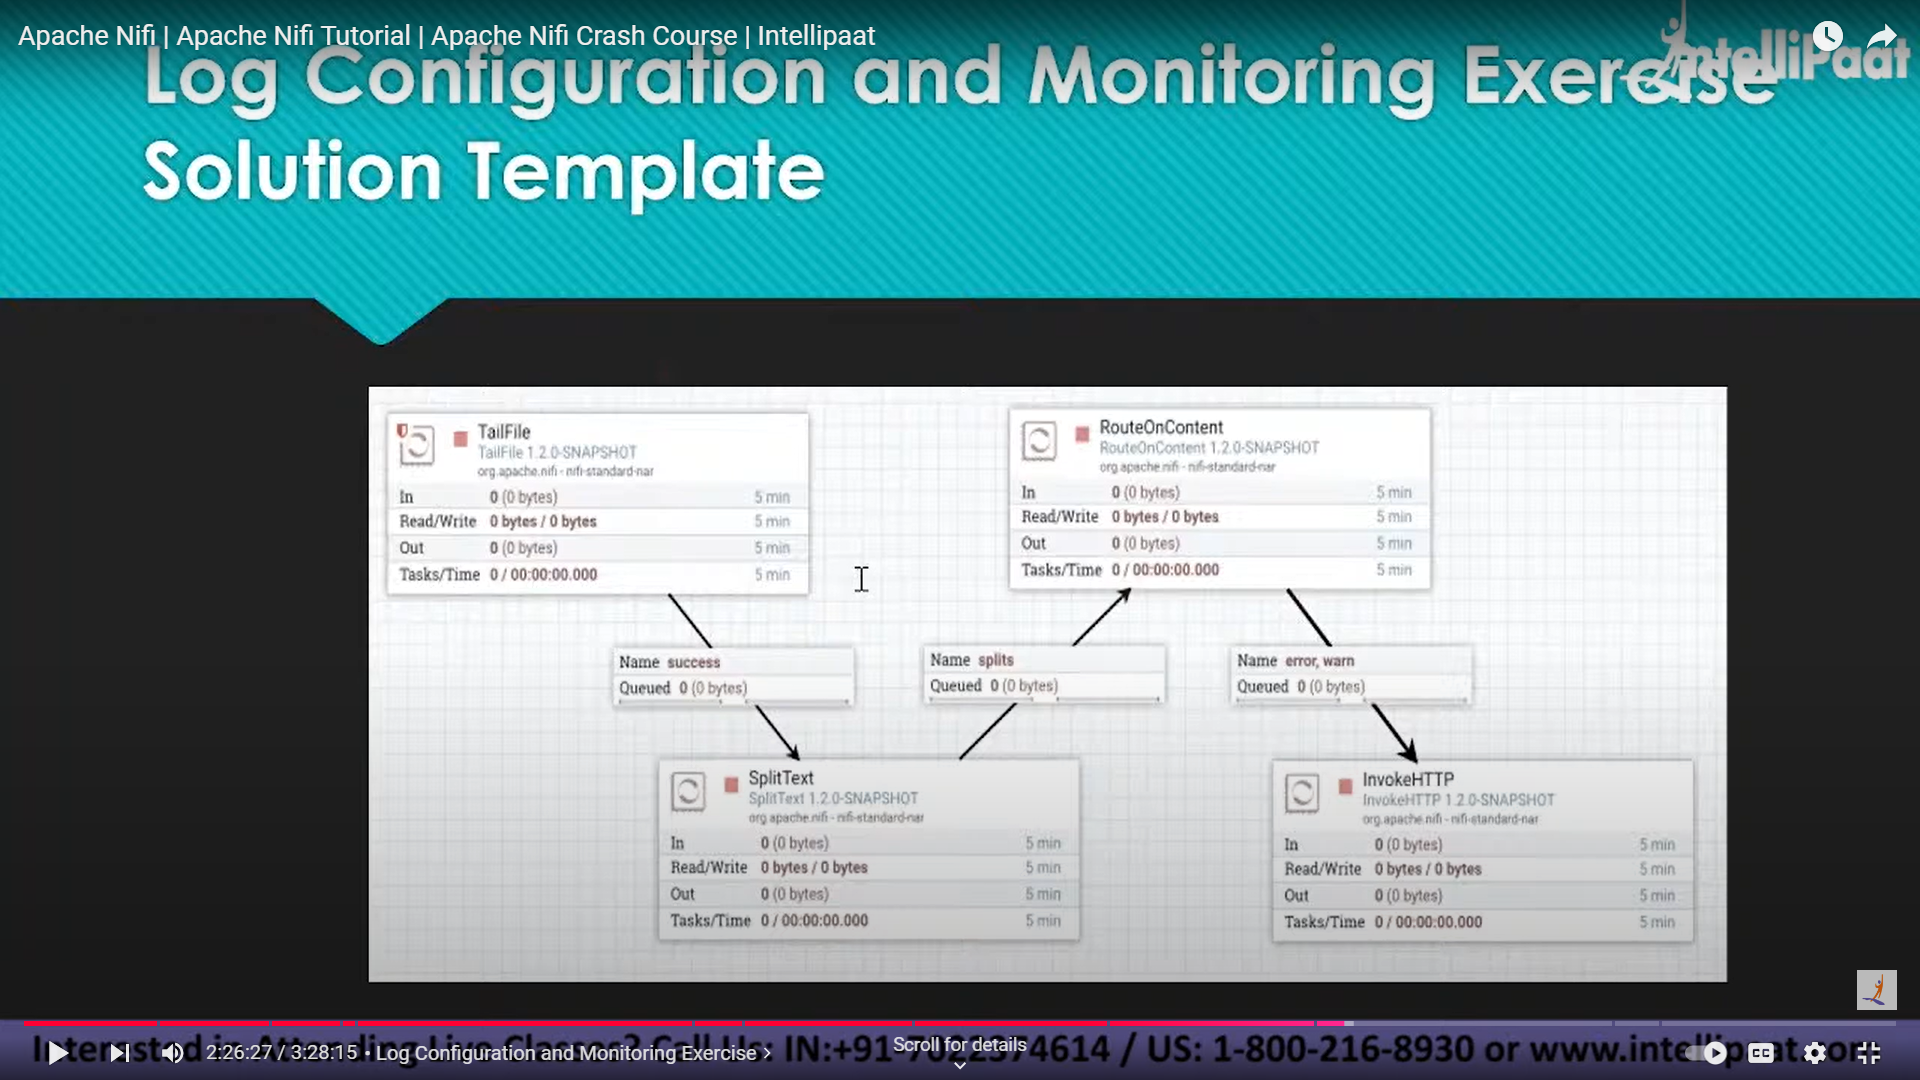 Apache Nifi | Apache Nifi Tutorial | Apache Nifi Crash Course | Intellipaat
IntelliPaat
Log Configuration and Monitoring Exercise
Solution Template
TailFile
TailFile 1.2.0-SNAPSHOT
org.apache.nifi - nifi-standard-nar
In 0 (0 bytes) 5 min
Read/Write 0 bytes / 0 bytes 5 min
Out 0 (0 bytes) 5 min
Tasks/Time 0 / 00:00:00.000 5 min
RouteOnContent
RouteOnContent 1.2.0-SNAPSHOT
org.apache.nifi - nifi-standard-nar
In 0 (0 bytes) 5 min
Read/Write 0 bytes / 0 bytes 5 min
Out 0 (0 bytes) 5 min
Tasks/Time 0 / 00:00:00.000 5 min
Name success
Queued 0 (0 bytes)
Name splits
Queued 0 (0 bytes)
Name error, warn
Queued 0 (0 bytes)
SplitText
SplitText 1.2.0-SNAPSHOT
org.apache.nifi - nifi-standard-nar
In 0 (0 bytes) 5 min
Read/Write 0 bytes / 0 bytes 5 min
Out 0 (0 bytes) 5 min
Tasks/Time 0 / 00:00:00.000 5 min
InvokeHTTP
InvokeHTTP 1.2.0-SNAPSHOT
org.apache.nifi - nifi-standard-nar
In 0 (0 bytes) 5 min
Read/Write 0 bytes / 0 bytes 5 min
Out 0 (0 bytes) 5 min
Tasks/Time 0 / 00:00:00.000 5 min
Interested in Attending Live Classes? Call Us: IN:+91 4614 / US: 1-800-216-8930 or www.intellipaat.com
2:26:27 / 3:28:15 • Log Configuration and Monitoring Exercise
Scroll for details
CC